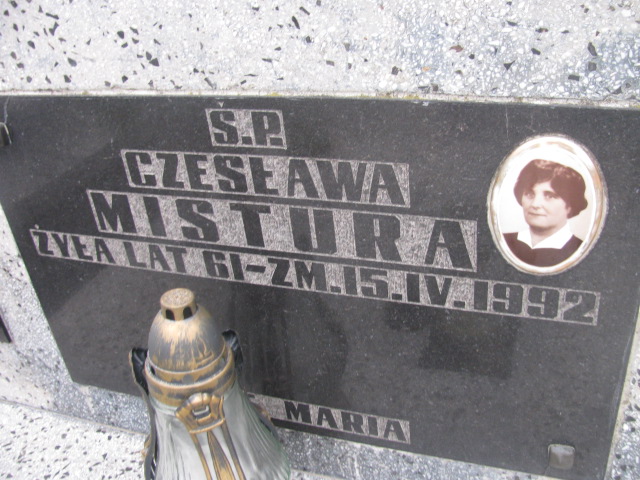 Ś.P.
CZESŁAWA
MISTURA
ŻYŁA LAT 61-ZM.15.IV.1992
MARIA